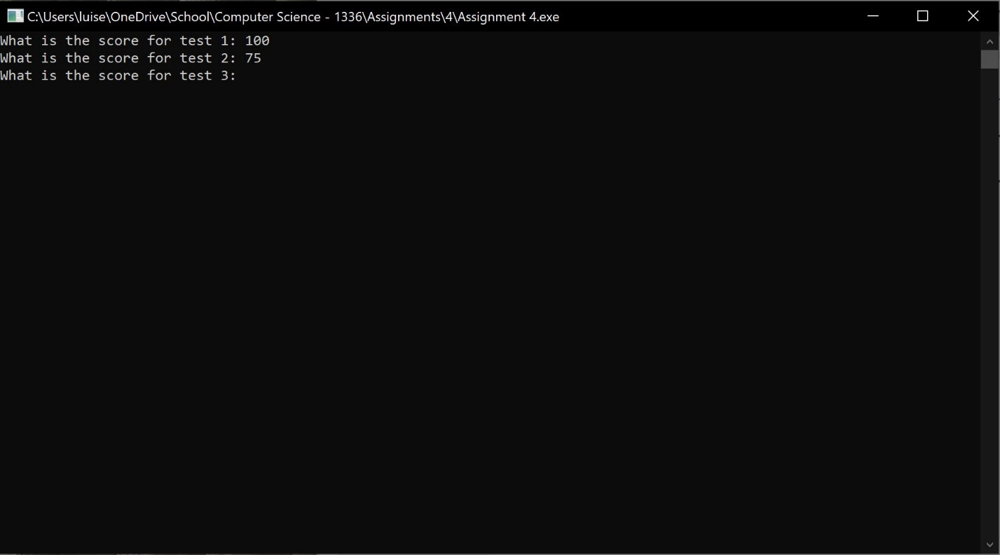 C:\Users\luise\OneDrive\School\Computer Science - 1336\Assignments\4\Assignment 4.exe
What is the score for test 1: 100
What is the score for test 2: 75
What is the score for test 3: